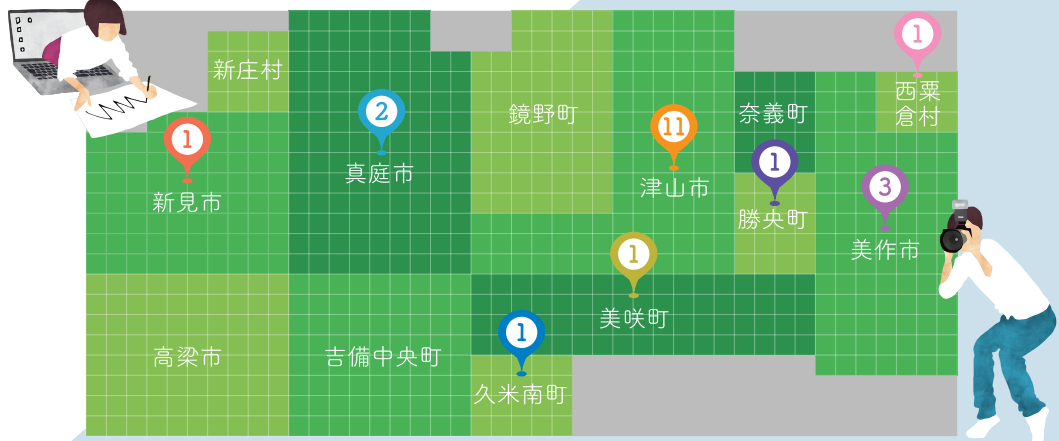 1
西粟
倉村
新庄村
2
鏡野町
奈義町
11
1
新見市
真庭市
津山市
1
勝央町
3
美作市
1
美咲町
1
高梁市
吉備中央町
久米南町